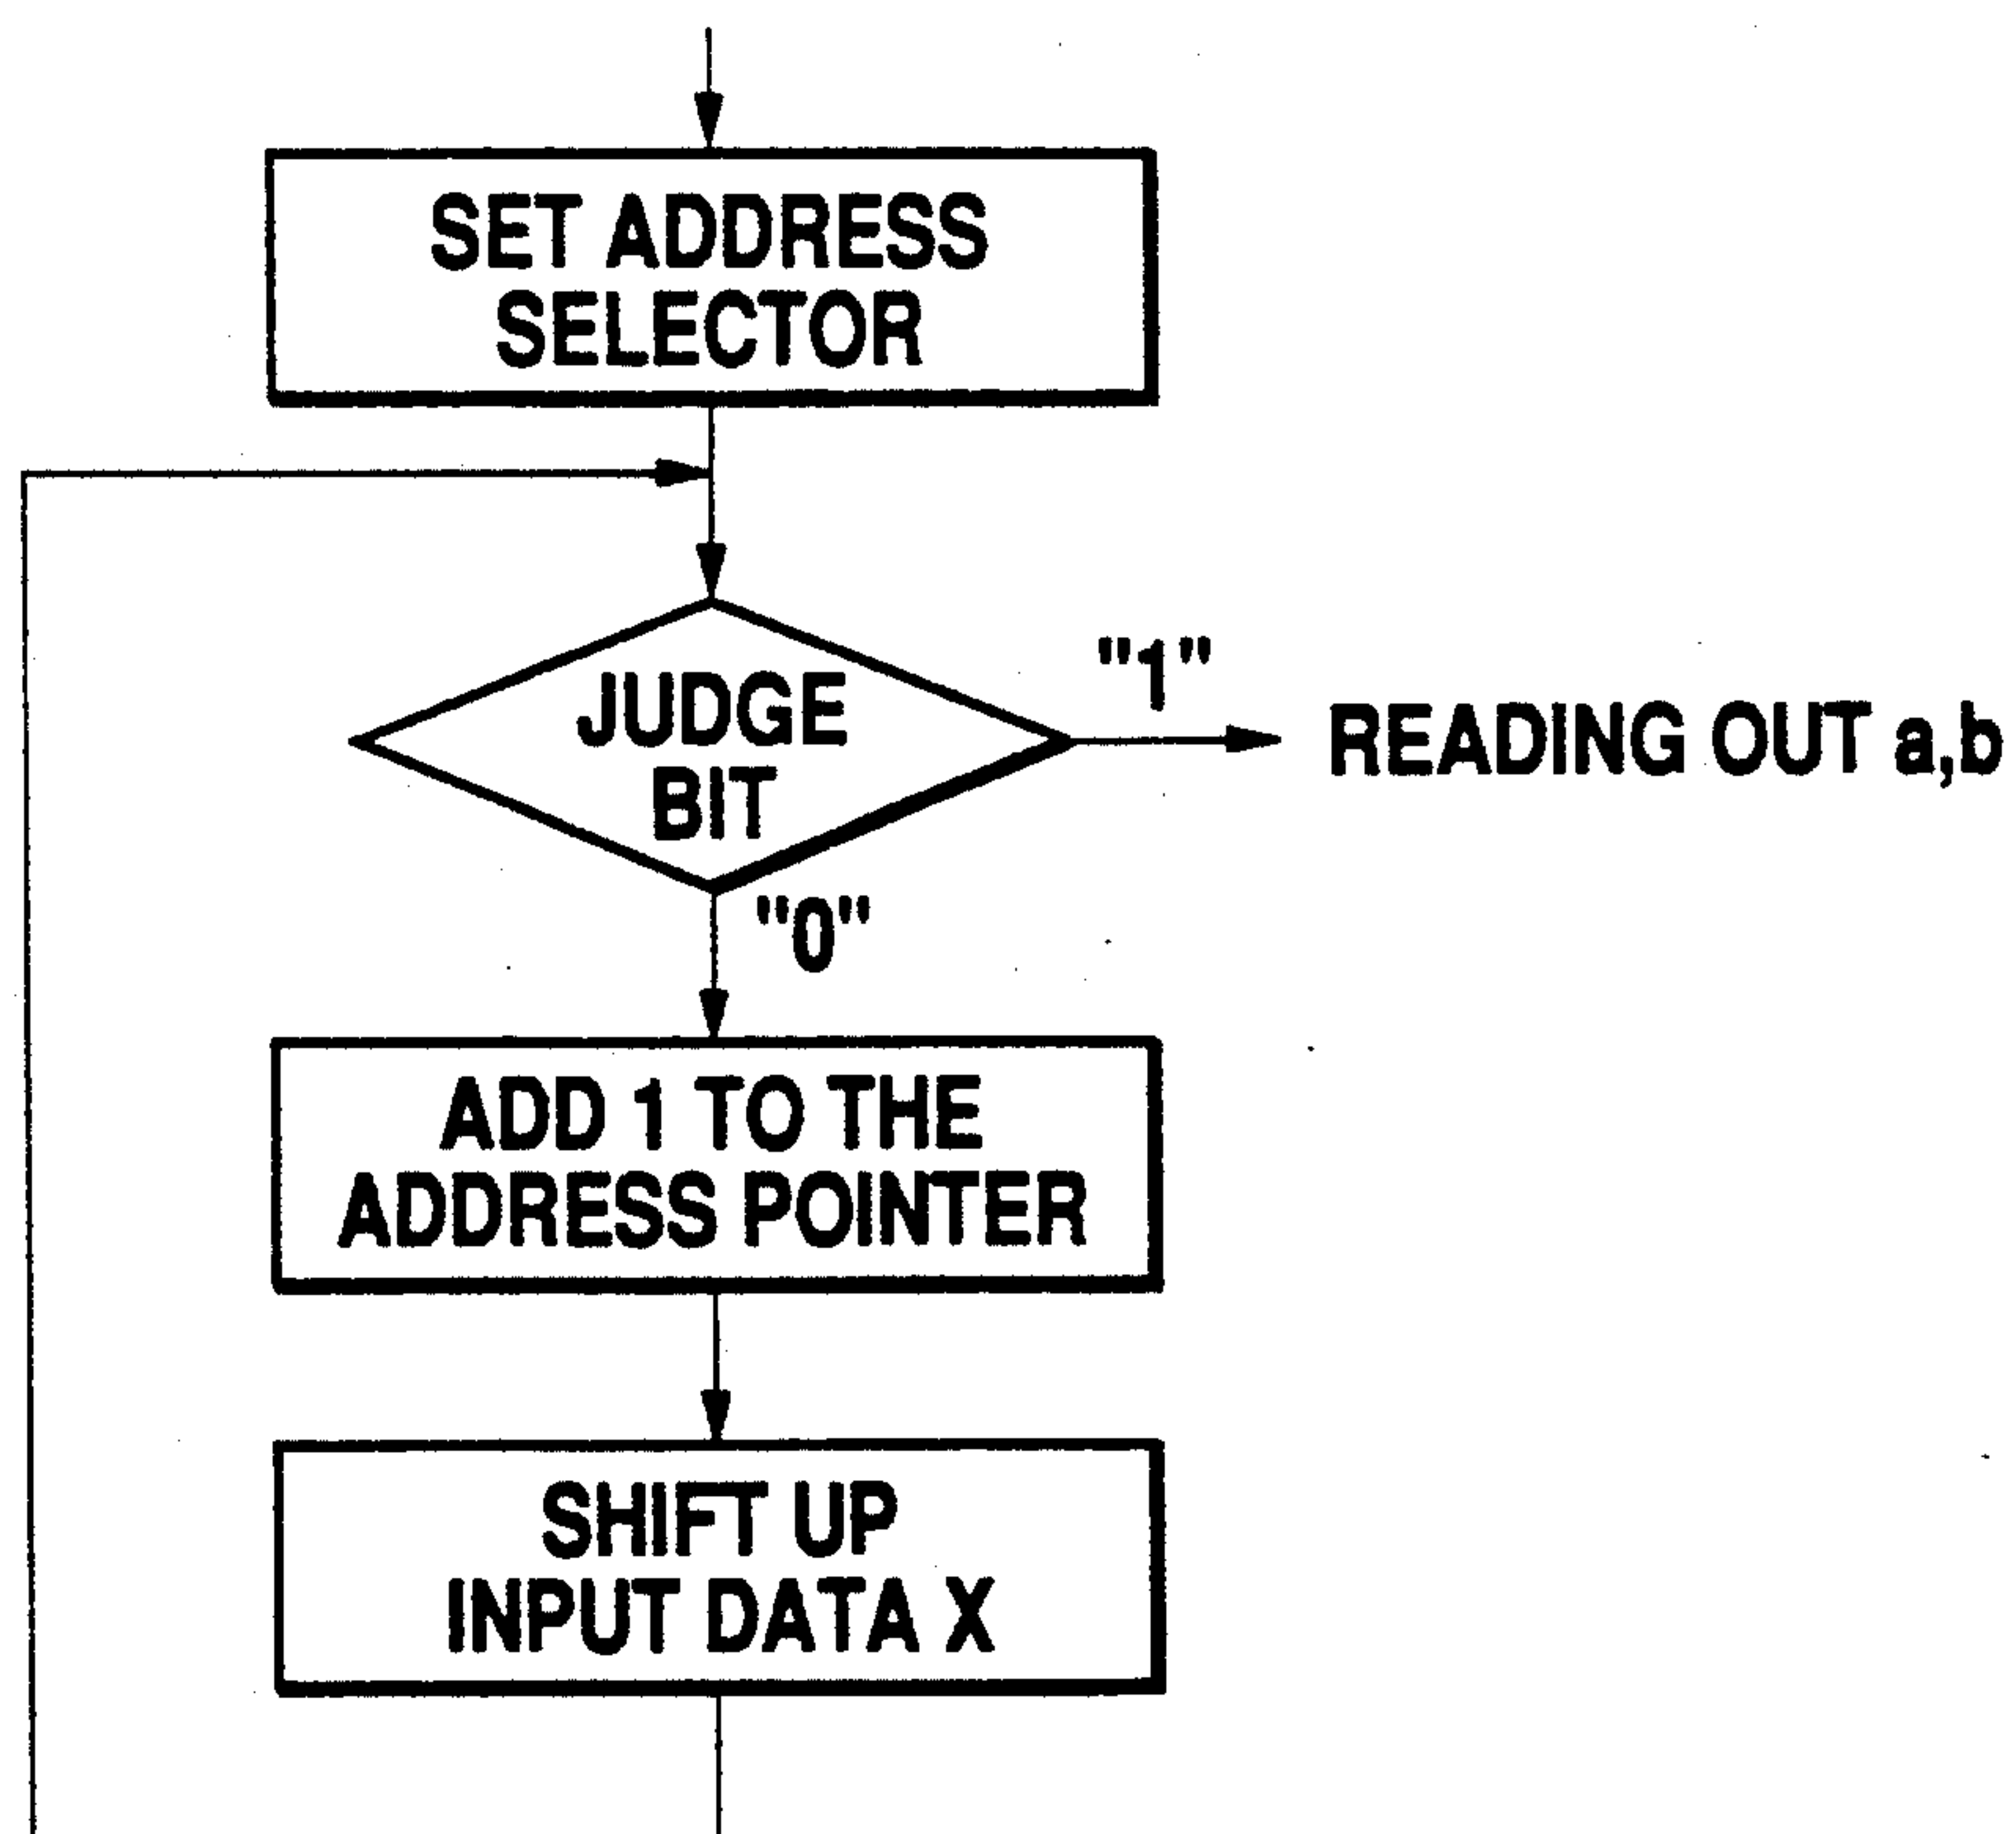 SET ADDRESS
SELECTOR
JUDGE
BIT
"1"
READING OUT a,b
"0"
ADD 1 TO THE
ADDRESS POINTER
SHIFT UP
INPUT DATA X